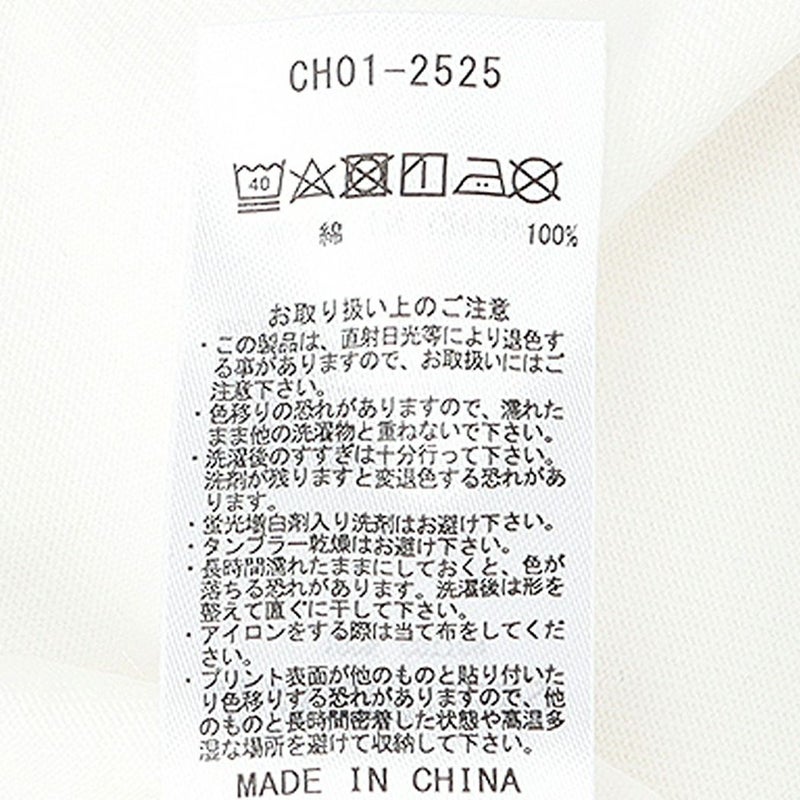 CH01-2525
40
綿 100%
お取り扱い上のご注意
・この製品は、直射日光等により退色す
る事がありますので、お取扱いにはご
注意下さい。
・色移りの恐れがありますので、濡れた
まま他の洗濯物と重ねないで下さい。
・洗濯後のすすぎは十分行って下さい。
洗剤が残りますと変退色する恐れがあ
ります。
・蛍光増白剤入り洗剤はお避け下さい。
・タンブラー乾燥はお避け下さい。
・長時間濡れたままにしておくと、色が
落ちる恐れがあります。洗濯後は形を
整えて直ぐに干して下さい。
・アイロンをする際は当て布をしてくだ
さい。
・プリント表面が他のものと貼り付いた
り色移りする恐れがありますので、他
のものと長時間密着した状態や高温多
湿な場所を避けて収納して下さい。
MADE IN CHINA